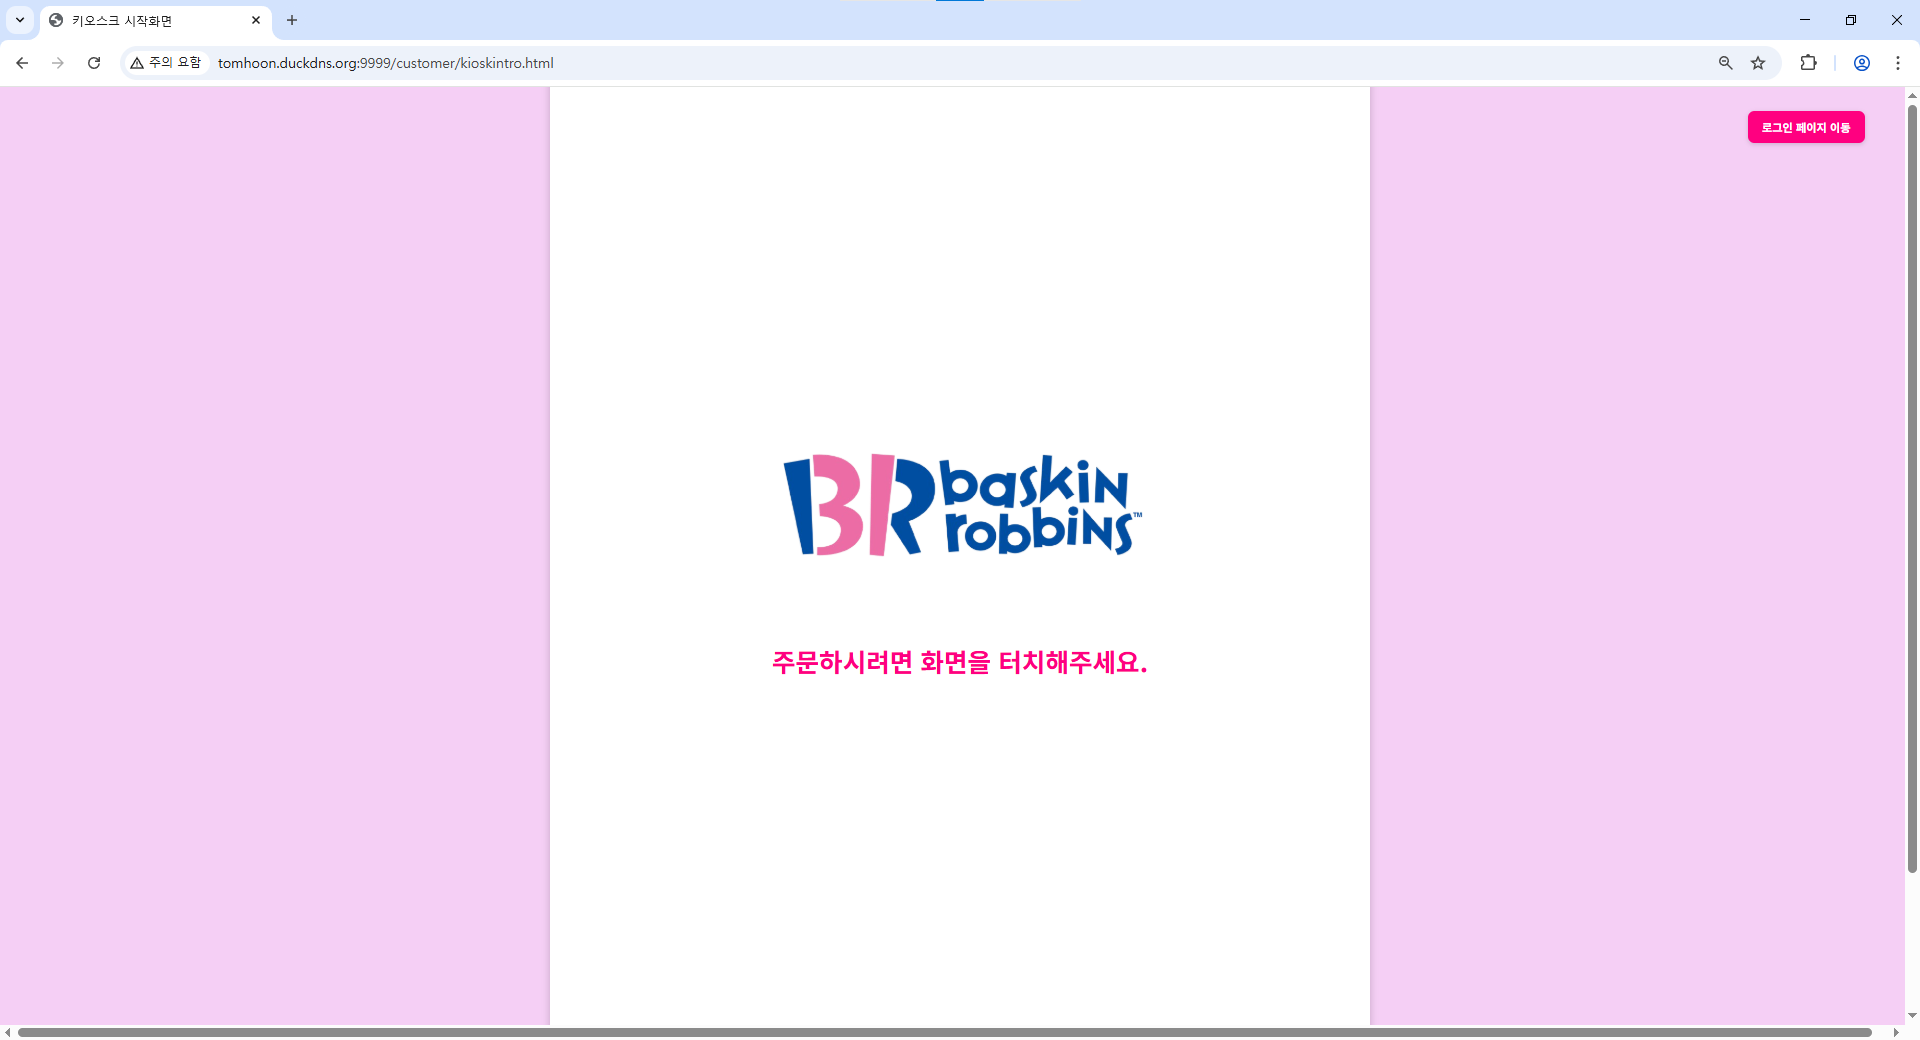 키오스크 시작화면
주의 요함
tomhoon.duckdns.org:9999/customer/kioskintro.html
로그인 페이지 이동
BR baskin
robbins™
주문하시려면 화면을 터치해주세요.